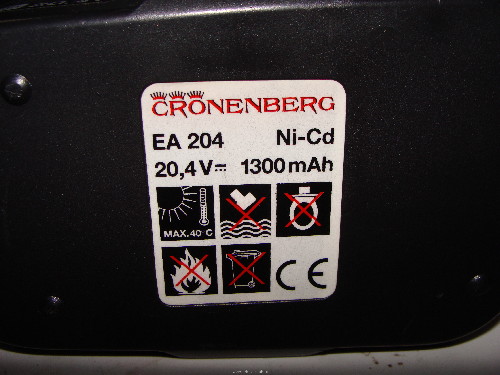 CRONENBERG
EA 204 Ni-Cd
20,4V⎓ 1300mAh
MAX.40°C
CE